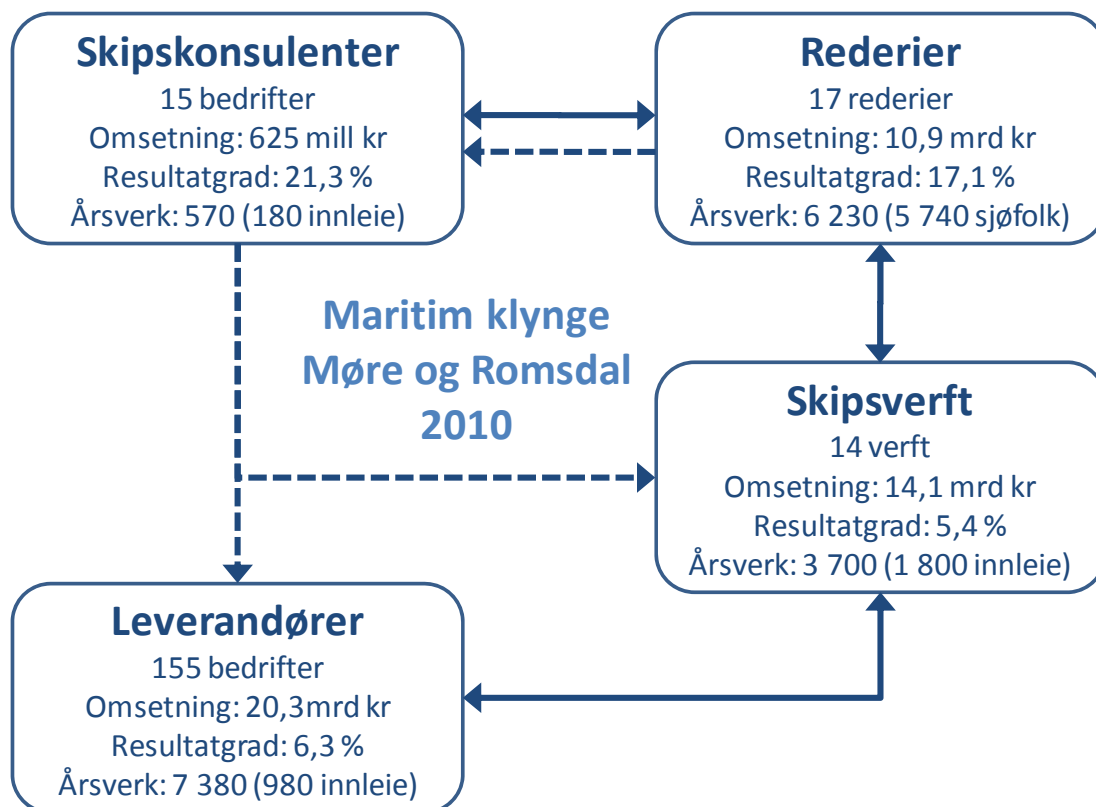 Skipskonsulenter
15 bedrifter
Omsetning: 625 mill kr
Resultatgrad: 21,3 %
Årsverk: 570 (180 innleie)
Rederier
17 rederier
Omsetning: 10,9 mrd kr
Resultatgrad: 17,1 %
Årsverk: 6 230 (5 740 sjøfolk)
Maritim klynge
Møre og Romsdal
2010
Skipsverft
14 verft
Omsetning: 14,1 mrd kr
Resultatgrad: 5,4 %
Årsverk: 3 700 (1 800 innleie)
Leverandører
155 bedrifter
Omsetning: 20,3mrd kr
Resultatgrad: 6,3 %
Årsverk: 7 380 (980 innleie)